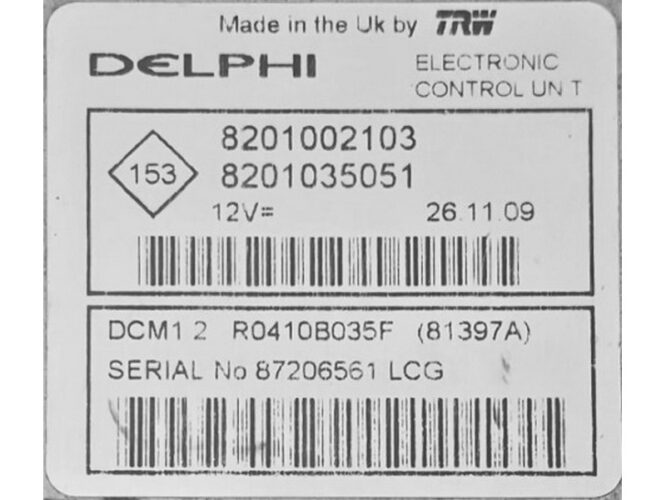 Made in the Uk by TRW
DELPHI ELECTRONIC
CONTROL UN T
153
8201002103
8201035051
12V= 26.11.09
DCM1 2 R0410B035F (81397A)
SERIAL No 87206561 LCG